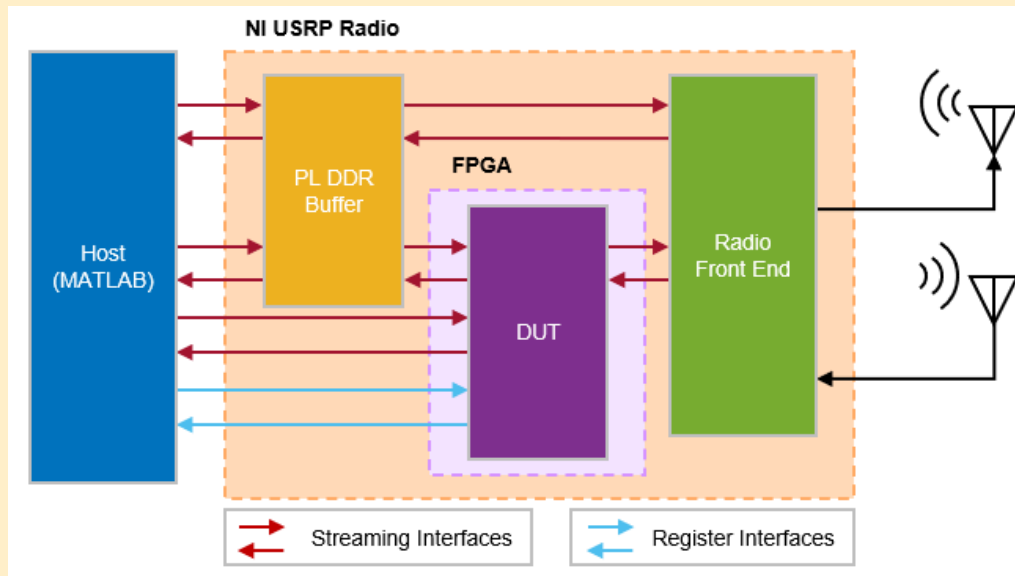 NI USRP Radio
Host
(MATLAB)
PL DDR
Buffer
FPGA
DUT
Radio
Front End
Streaming Interfaces
Register Interfaces